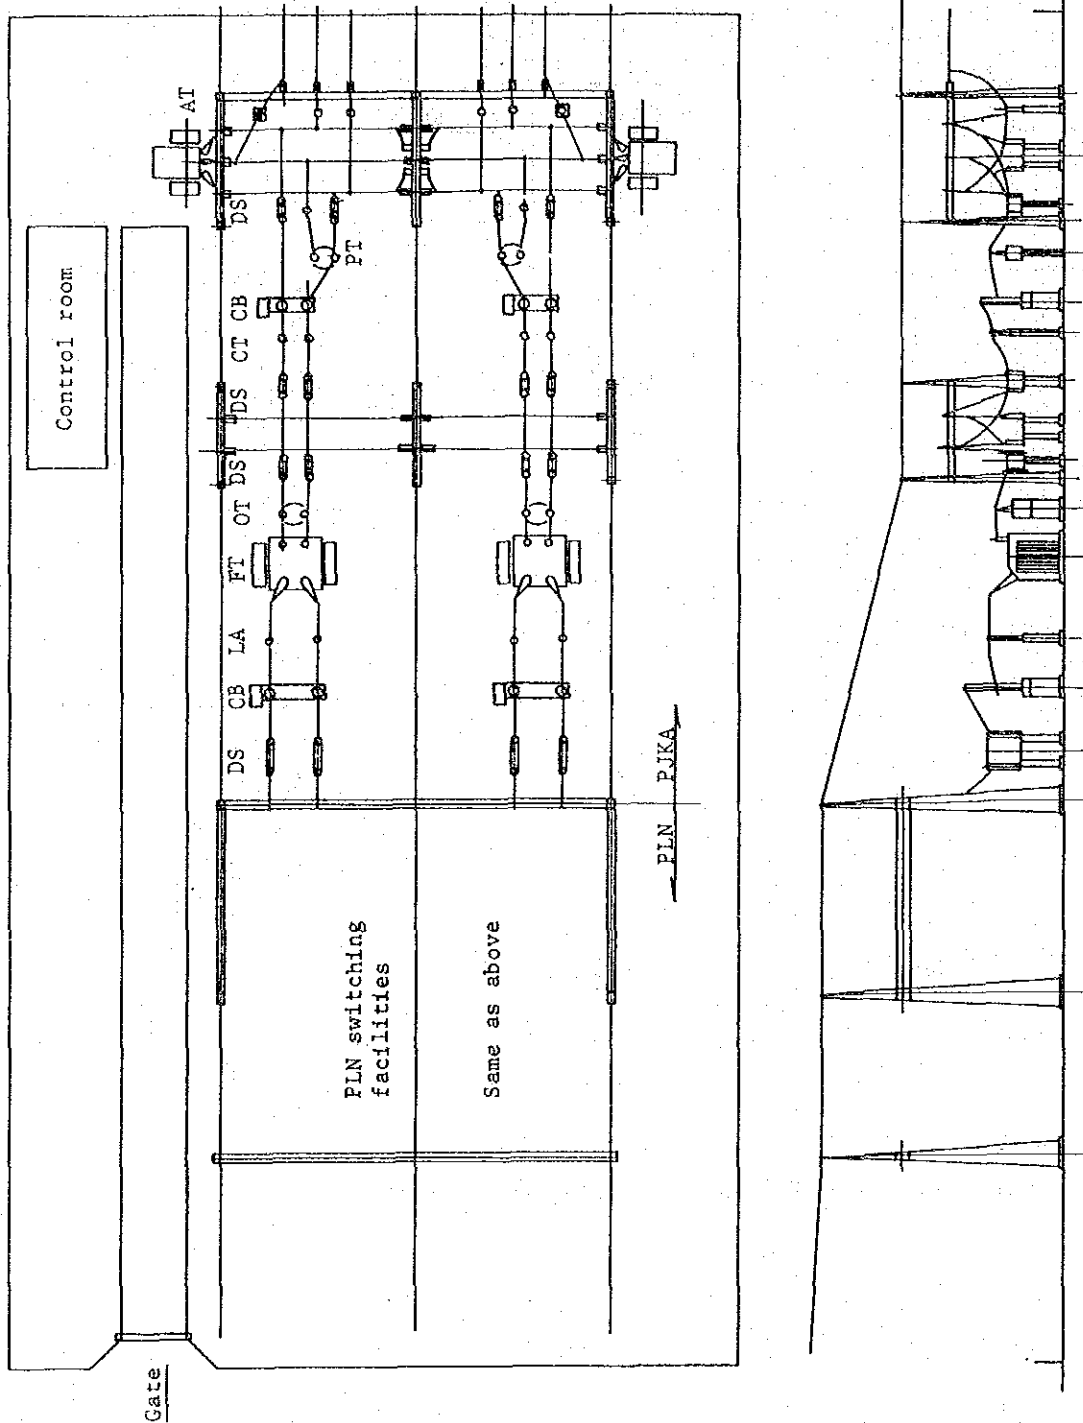 Control room
Gate
AT
DS CB LA FT OT DS DS CT CB DS
PT
PLN switching
facilities
Same as above
PLN PJKA